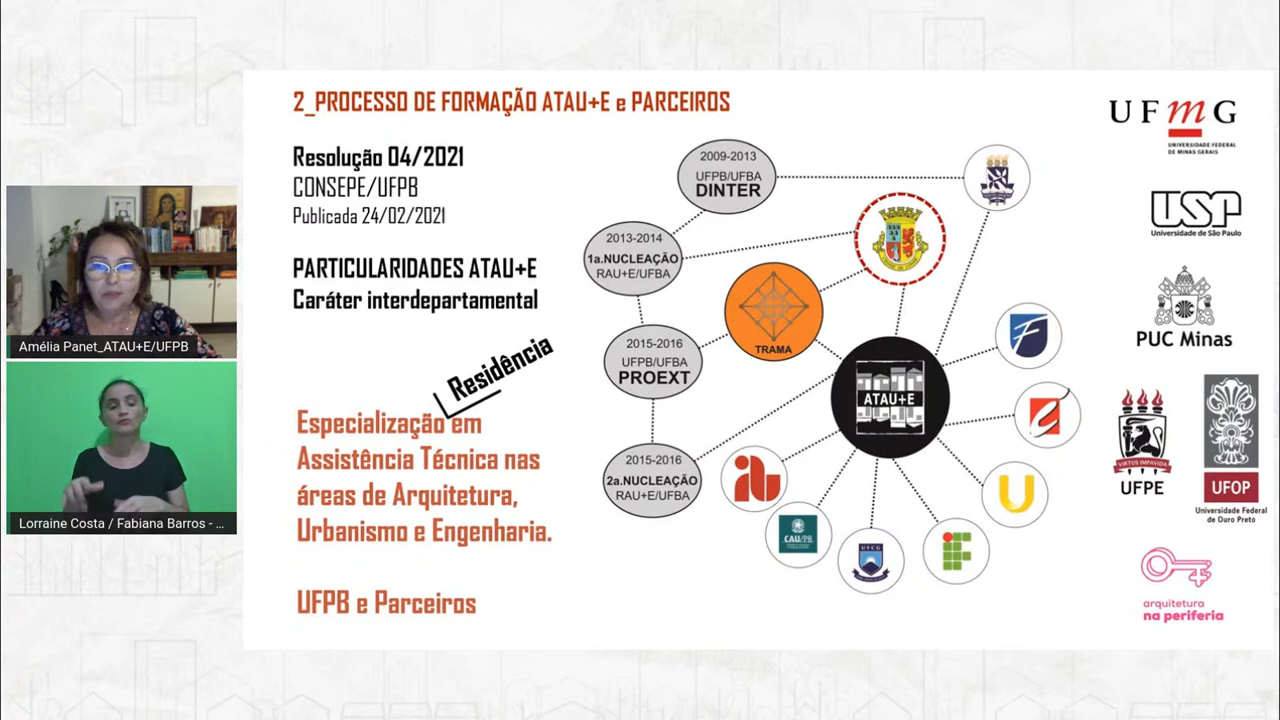 2_PROCESSO DE FORMAÇÃO ATAU+E e PARCEIROS
Resolução 04/2021
CONSEPE/UFPB
Publicada 24/02/2021
PARTICULARIDADES ATAU+E
Caráter interdepartamental
Residência
Especialização em
Assistência Técnica nas
áreas de Arquitetura,
Urbanismo e Engenharia.
UFPB e Parceiros
2009-2013
UFPB/UFBA
DINTER
2013-2014
1a.NUCLEAÇÃO
RAU+E/UFBA
2015-2016
UFPB/UFBA
PROEXT
2015-2016
2a.NUCLEAÇÃO
RAU+E/UFBA
TRAMA
ATAU+E
CAU/PB
UFCG
UFmG
UNIVERSIDADE FEDERAL
DE MINAS GERAIS
USP
Universidade de São Paulo
PUC Minas
VIRTUS IMPAVIDA
UFPE
UFOP
Universidade Federal
de Ouro Preto
arquitetura
na periferia
Amélia Panet_ATAU+E/UFPB
Lorraine Costa / Fabiana Barros - ...